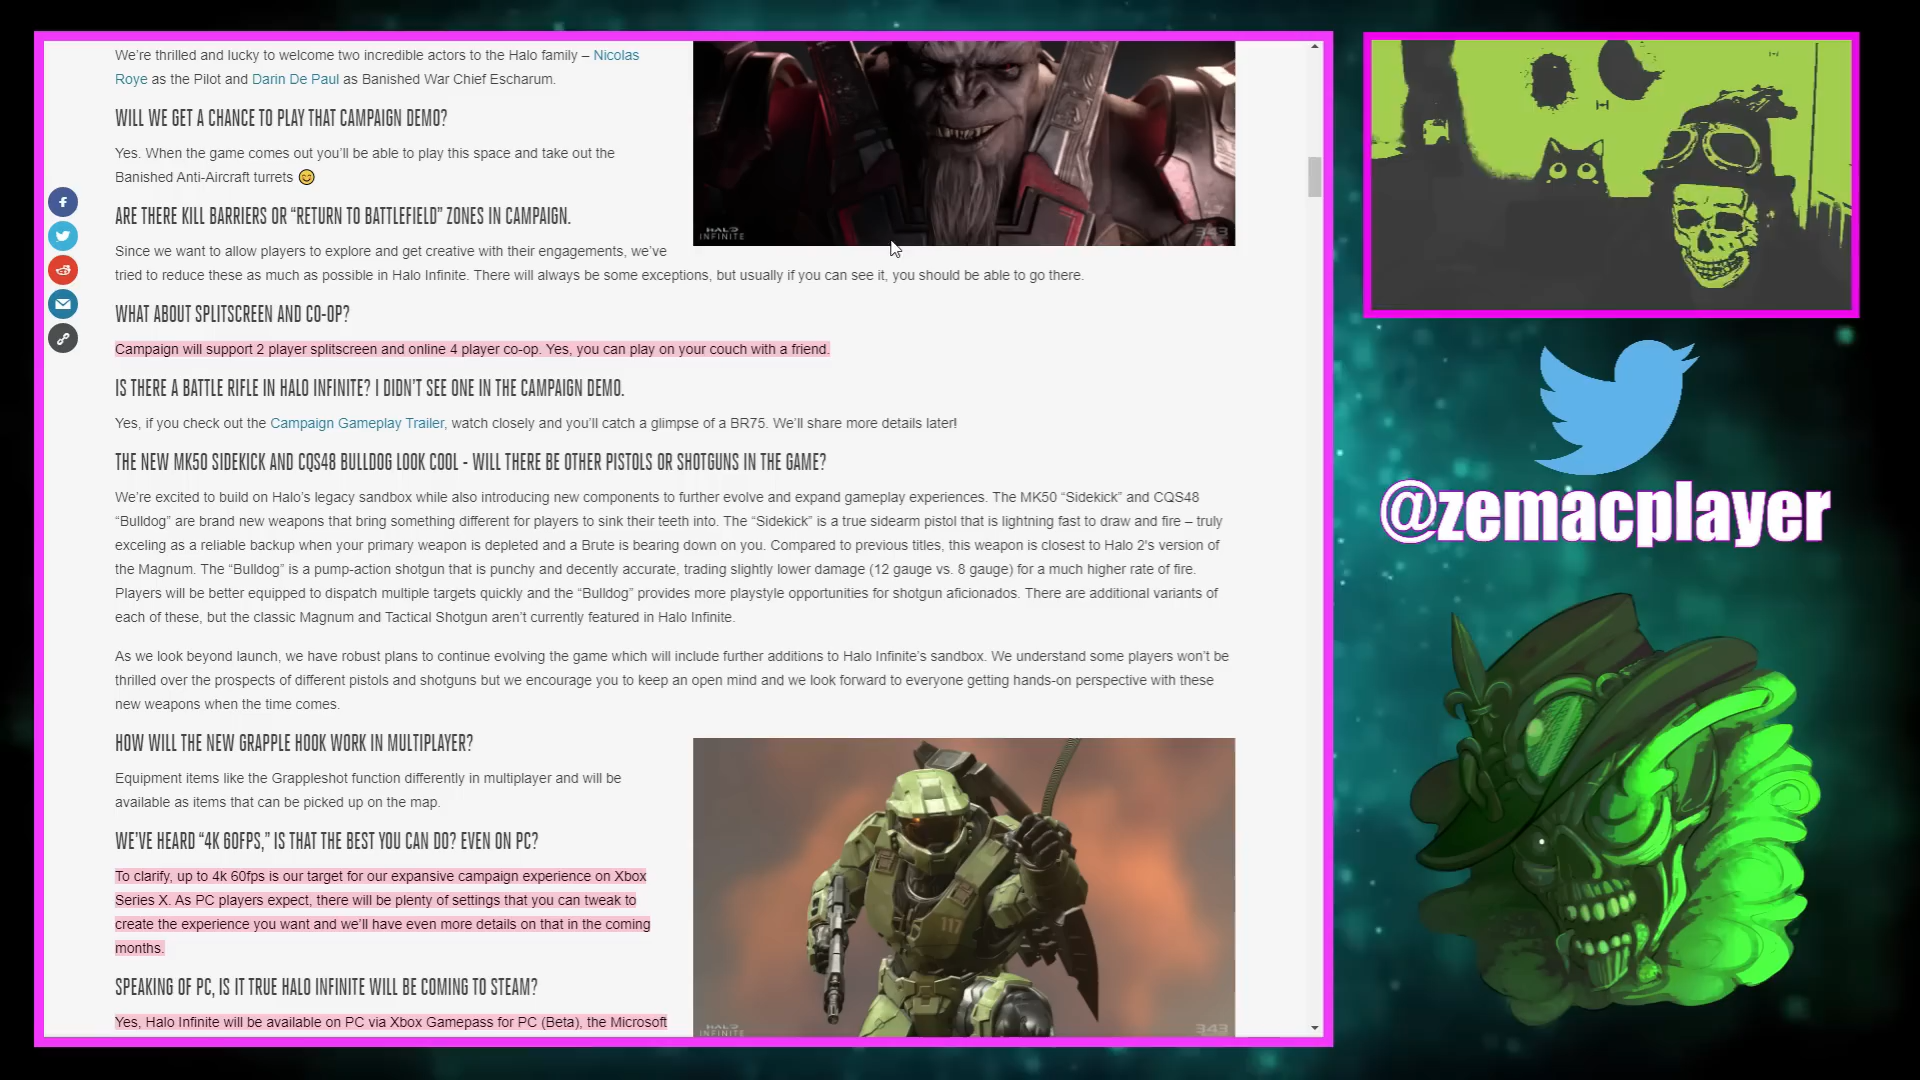 We’re thrilled and lucky to welcome two incredible actors to the Halo family – Nicolas
Roye as the Pilot and Darin De Paul as Banished War Chief Escharum.
WILL WE GET A CHANCE TO PLAY THAT CAMPAIGN DEMO?
Yes. When the game comes out you’ll be able to play this space and take out the
Banished Anti-Aircraft turrets 😊
ARE THERE KILL BARRIERS OR “RETURN TO BATTLEFIELD” ZONES IN CAMPAIGN.
Since we want to allow players to explore and get creative with their engagements, we’ve
tried to reduce these as much as possible in Halo Infinite. There will always be some exceptions, but usually if you can see it, you should be able to go there.
WHAT ABOUT SPLITSCREEN AND CO-OP?
Campaign will support 2 player splitscreen and online 4 player co-op. Yes, you can play on your couch with a friend.
IS THERE A BATTLE RIFLE IN HALO INFINITE? I DIDN’T SEE ONE IN THE CAMPAIGN DEMO.
Yes, if you check out the Campaign Gameplay Trailer, watch closely and you’ll catch a glimpse of a BR75. We’ll share more details later!
THE NEW MK50 SIDEKICK AND CQS48 BULLDOG LOOK COOL - WILL THERE BE OTHER PISTOLS OR SHOTGUNS IN THE GAME?
We’re excited to build on Halo’s legacy sandbox while also introducing new components to further evolve and expand gameplay experiences. The MK50 “Sidekick” and CQS48
“Bulldog” are brand new weapons that bring something different for players to sink their teeth into. The “Sidekick” is a true sidearm pistol that is lightning fast to draw and fire – truly
exceling as a reliable backup when your primary weapon is depleted and a Brute is bearing down on you. Compared to previous titles, this weapon is closest to Halo 2's version of
the Magnum. The “Bulldog” is a pump-action shotgun that is punchy and decently accurate, trading slightly lower damage (12 gauge vs. 8 gauge) for a much higher rate of fire.
Players will be better equipped to dispatch multiple targets quickly and the “Bulldog” provides more playstyle opportunities for shotgun aficionados. There are additional variants of
each of these, but the classic Magnum and Tactical Shotgun aren’t currently featured in Halo Infinite.
As we look beyond launch, we have robust plans to continue evolving the game which will include further additions to Halo Infinite’s sandbox. We understand some players won’t be
thrilled over the prospects of different pistols and shotguns but we encourage you to keep an open mind and we look forward to everyone getting hands-on perspective with these
new weapons when the time comes.
HOW WILL THE NEW GRAPPLE HOOK WORK IN MULTIPLAYER?
Equipment items like the Grappleshot function differently in multiplayer and will be
available as items that can be picked up on the map.
WE’VE HEARD “4K 60FPS,” IS THAT THE BEST YOU CAN DO? EVEN ON PC?
To clarify, up to 4k 60fps is our target for our expansive campaign experience on Xbox
Series X. As PC players expect, there will be plenty of settings that you can tweak to
create the experience you want and we’ll have even more details on that in the coming
months.
SPEAKING OF PC, IS IT TRUE HALO INFINITE WILL BE COMING TO STEAM?
Yes, Halo Infinite will be available on PC via Xbox Gamepass for PC (Beta), the Microsoft
HALO
INFINITE
343
117
HALO
INFINITE
343
@zemacplayer